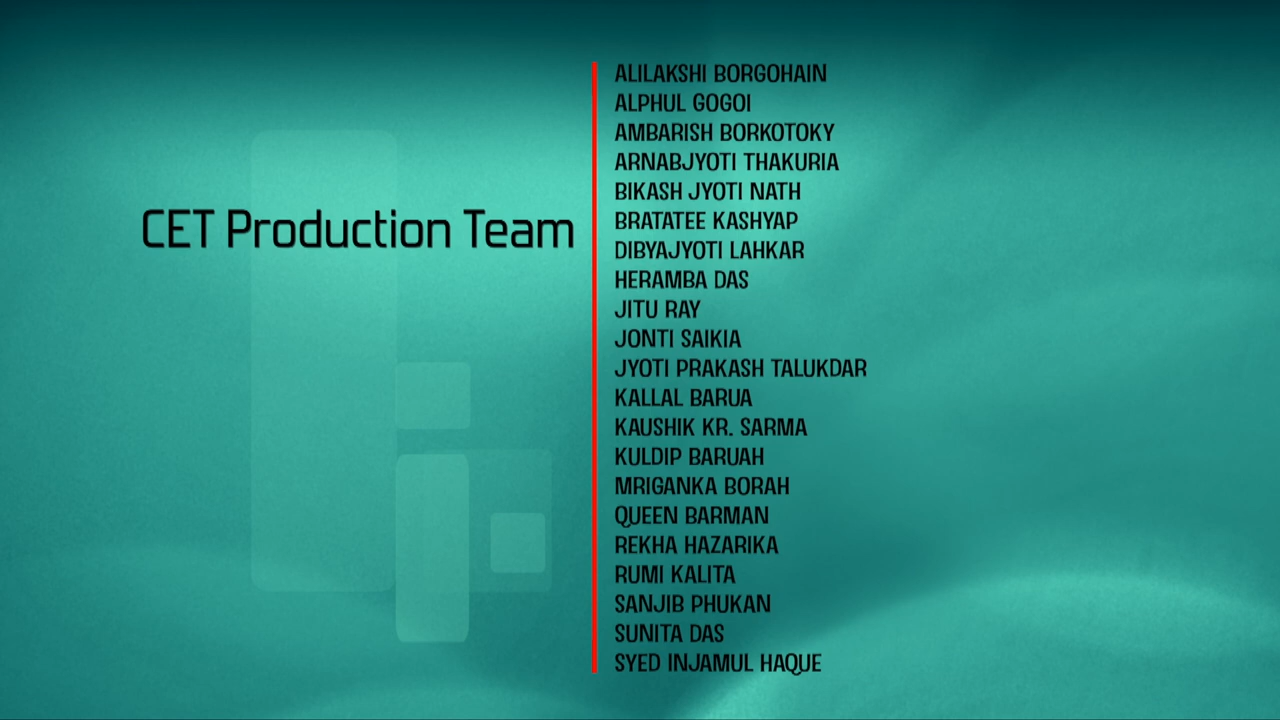 CET Production Team
ALILAKSHI BORGOHAIN
ALPHUL GOGOI
AMBARISH BORKOTOKY
ARNABJYOTI THAKURIA
BIKASH JYOTI NATH
BRATATEE KASHYAP
DIBYAJYOTI LAHKAR
HERAMBA DAS
JITU RAY
JONTI SAIKIA
JYOTI PRAKASH TALUKDAR
KALLAL BARUA
KAUSHIK KR. SARMA
KULDIP BARUAH
MRIGANKA BORAH
QUEEN BARMAN
REKHA HAZARIKA
RUMI KALITA
SANJIB PHUKAN
SUNITA DAS
SYED INJAMUL HAQUE